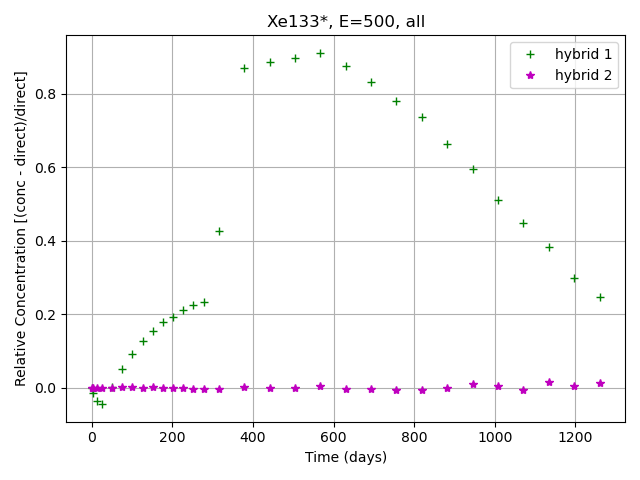 Xe133*, E=500, all
hybrid 1
hybrid 2
Relative Concentration [(conc - direct)/direct]
0.8
0.6
0.4
0.2
0.0
0
200
400
600
800
1000
1200
Time (days)